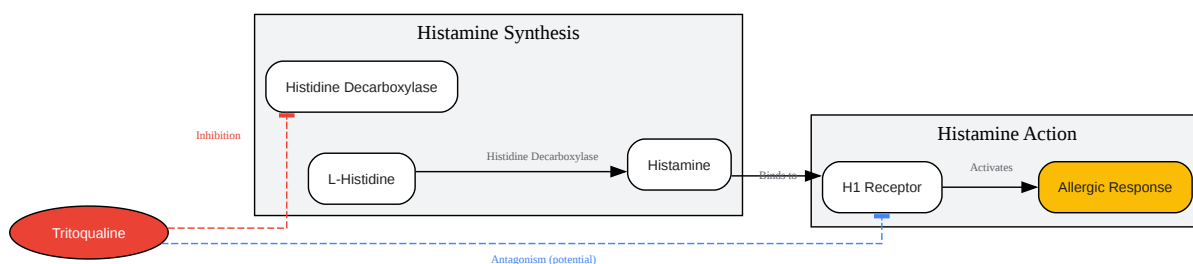 Histamine Synthesis
Histidine Decarboxylase
Inhibition
Histidine Decarboxylase
L-Histidine
Histamine
Binds to
Histamine Action
Activates
H1 Receptor
Allergic Response
Tritoqualine
Antagonism (potential)